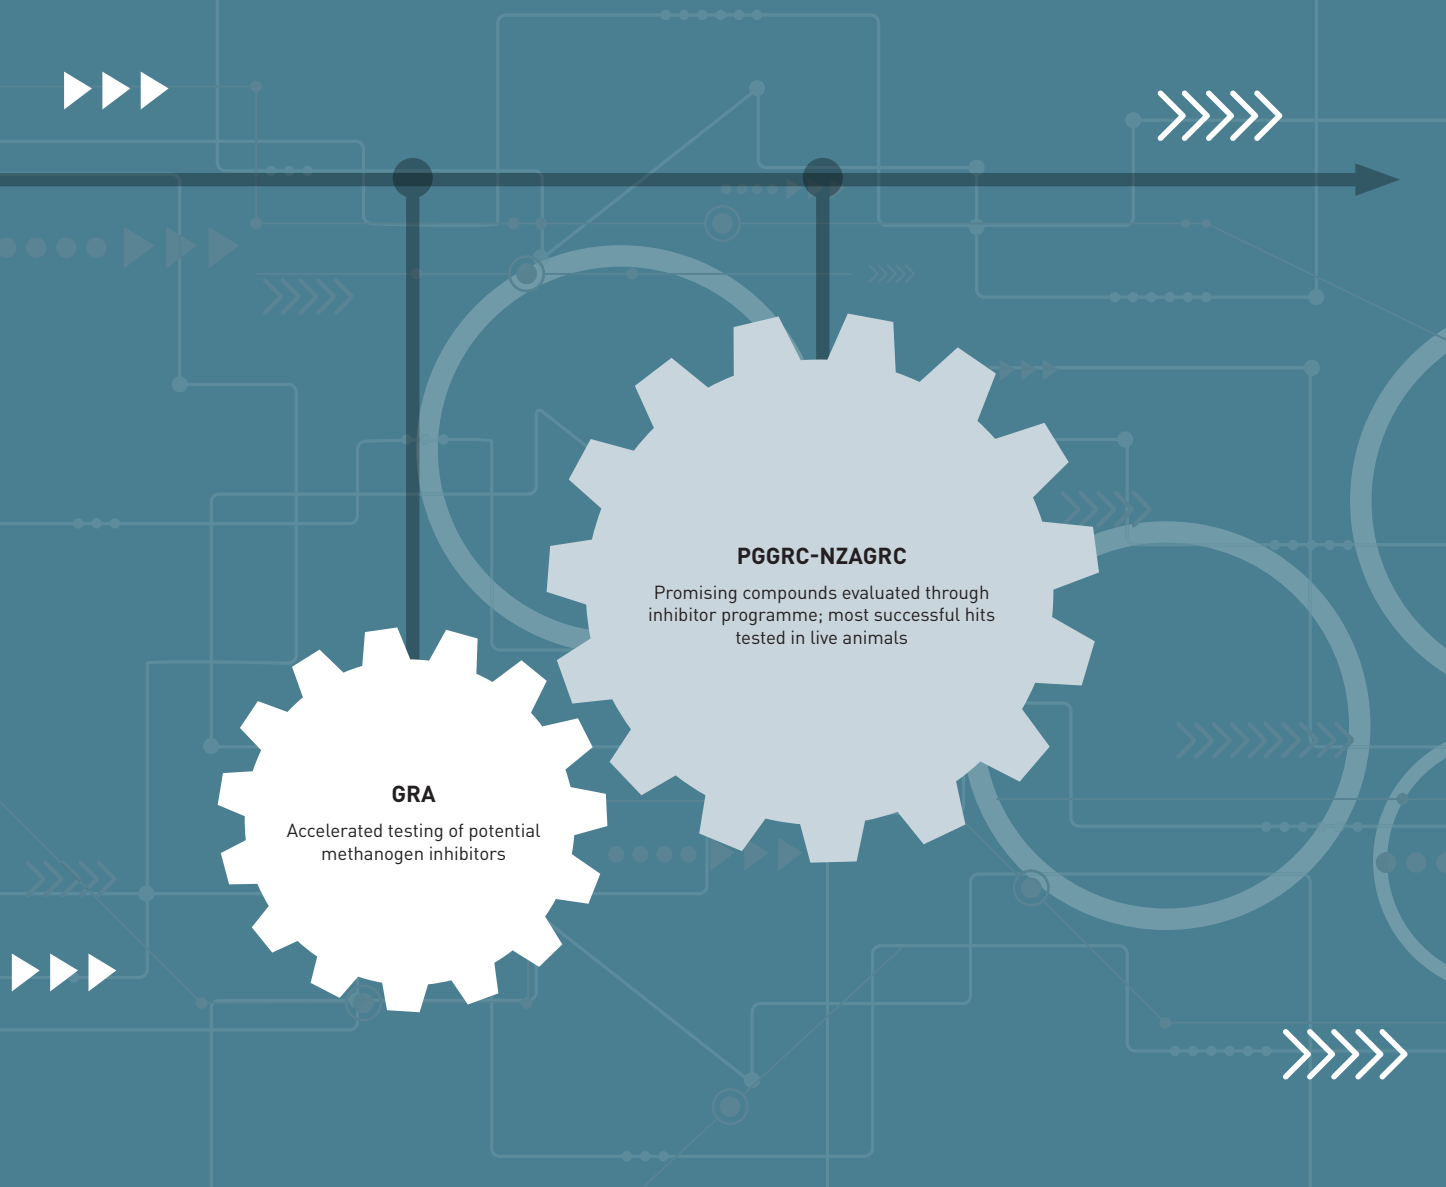 PGGRC-NZAGRC
Promising compounds evaluated through
inhibitor programme; most successful hits
tested in live animals
GRA
Accelerated testing of potential
methanogen inhibitors